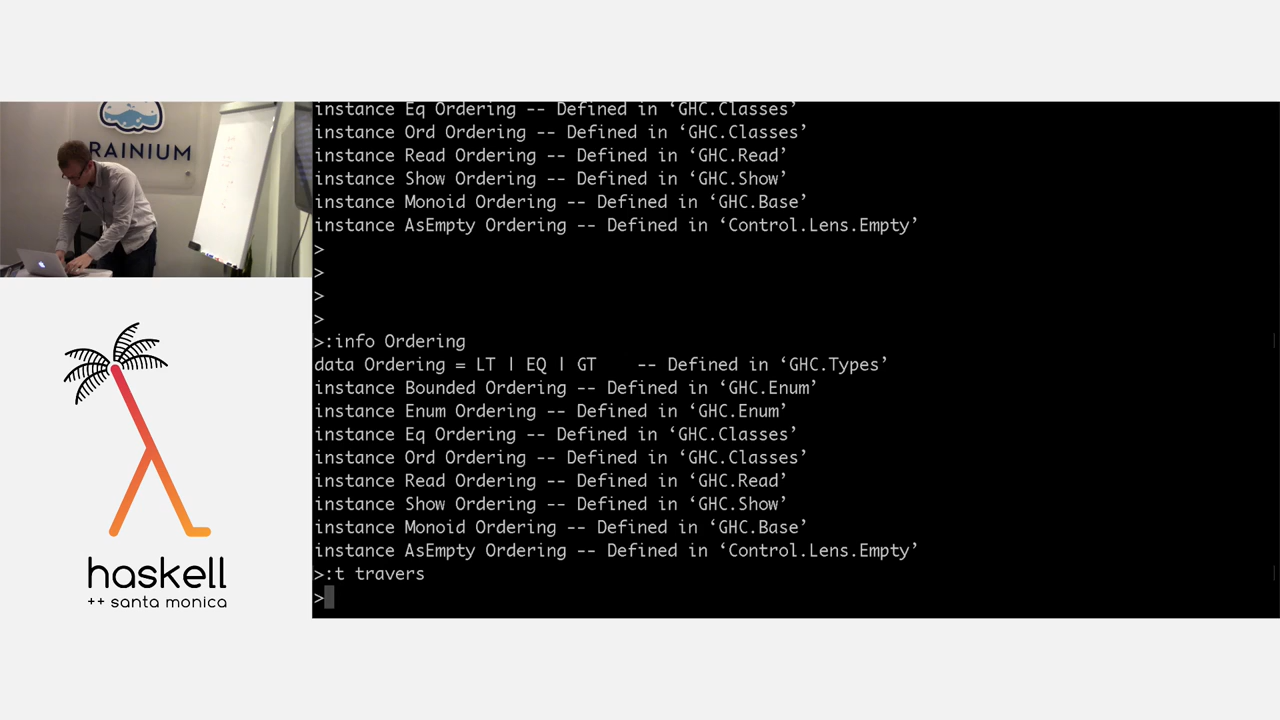 RAINIUM
haskell
++ santa monica
instance Eq Ordering -- Defined in ‘GHC.Classes’
instance Ord Ordering -- Defined in ‘GHC.Classes’
instance Read Ordering -- Defined in ‘GHC.Read’
instance Show Ordering -- Defined in ‘GHC.Show’
instance Monoid Ordering -- Defined in ‘GHC.Base’
instance AsEmpty Ordering -- Defined in ‘Control.Lens.Empty’
>
>
>
>
>:info Ordering
data Ordering = LT | EQ | GT    -- Defined in ‘GHC.Types’
instance Bounded Ordering -- Defined in ‘GHC.Enum’
instance Enum Ordering -- Defined in ‘GHC.Enum’
instance Eq Ordering -- Defined in ‘GHC.Classes’
instance Ord Ordering -- Defined in ‘GHC.Classes’
instance Read Ordering -- Defined in ‘GHC.Read’
instance Show Ordering -- Defined in ‘GHC.Show’
instance Monoid Ordering -- Defined in ‘GHC.Base’
instance AsEmpty Ordering -- Defined in ‘Control.Lens.Empty’
>:t travers
>